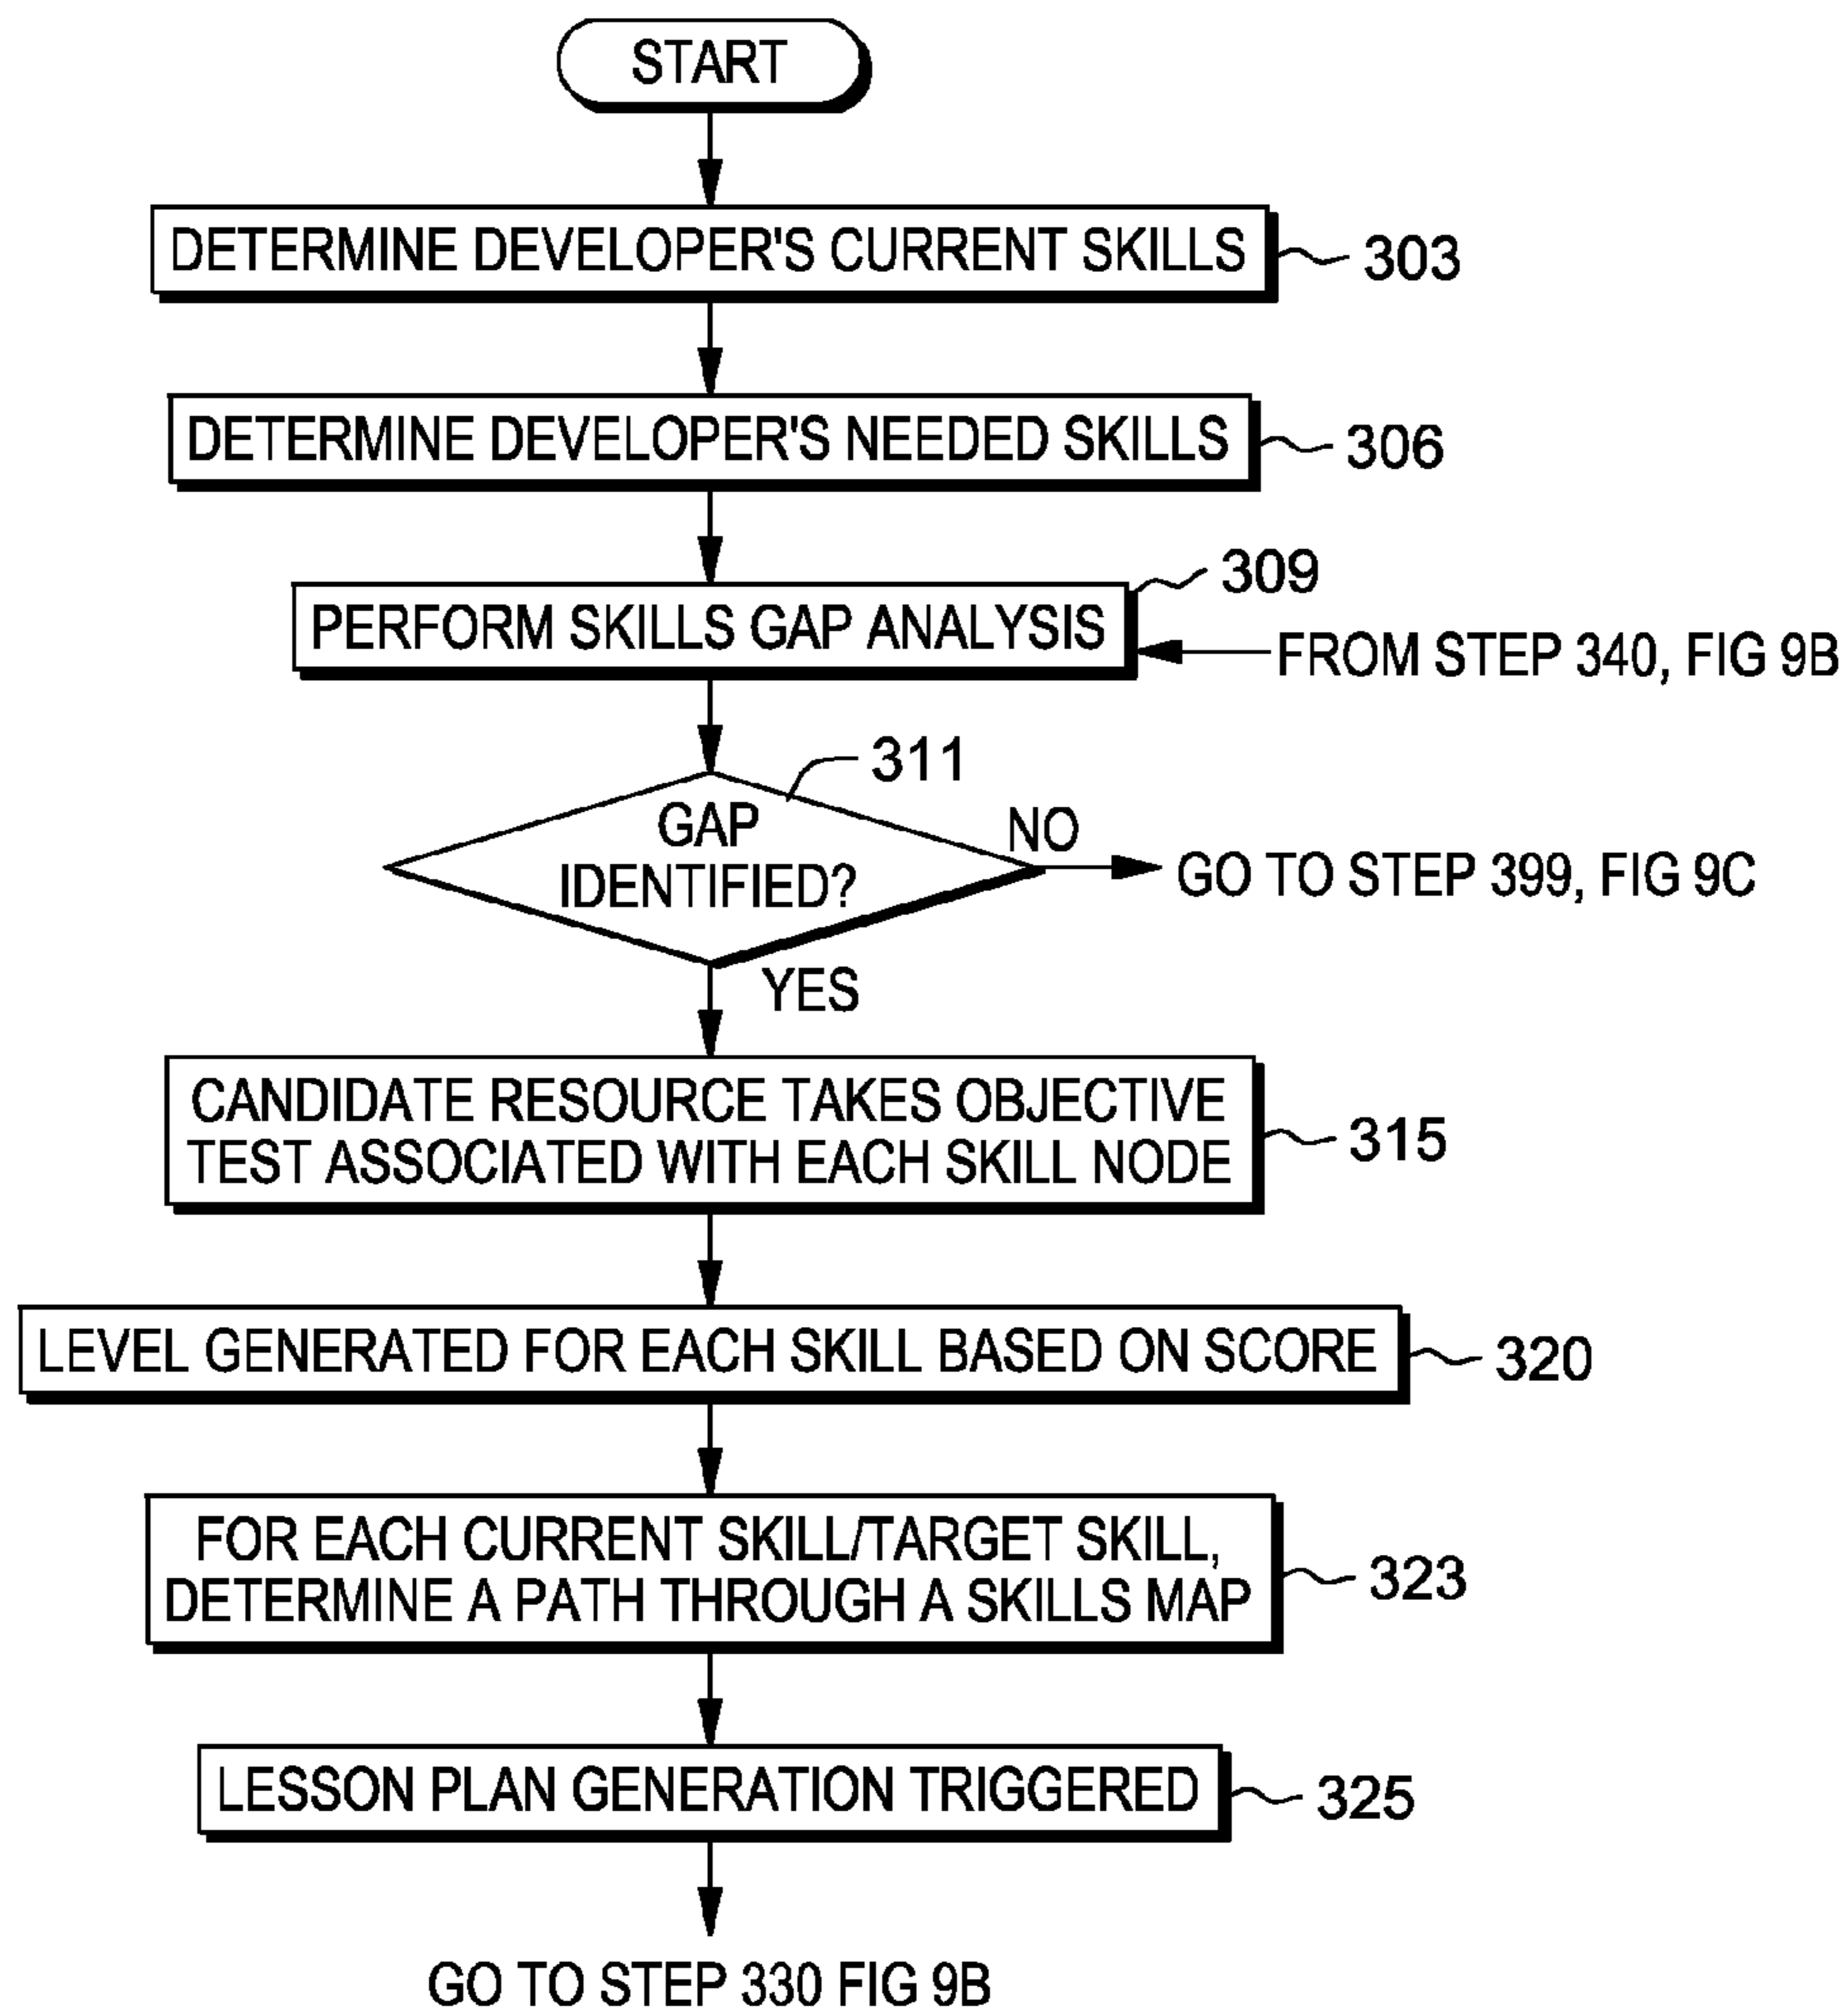 START
DETERMINE DEVELOPER'S CURRENT SKILLS
303
DETERMINE DEVELOPER'S NEEDED SKILLS
306
309
PERFORM SKILLS GAP ANALYSIS
FROM STEP 340, FIG 9B
311
GAP
IDENTIFIED?
NO
GO TO STEP 399, FIG 9C
YES
CANDIDATE RESOURCE TAKES OBJECTIVE
TEST ASSOCIATED WITH EACH SKILL NODE
315
LEVEL GENERATED FOR EACH SKILL BASED ON SCORE
320
FOR EACH CURRENT SKILL/TARGET SKILL,
DETERMINE A PATH THROUGH A SKILLS MAP
323
LESSON PLAN GENERATION TRIGGERED
325
GO TO STEP 330 FIG 9B